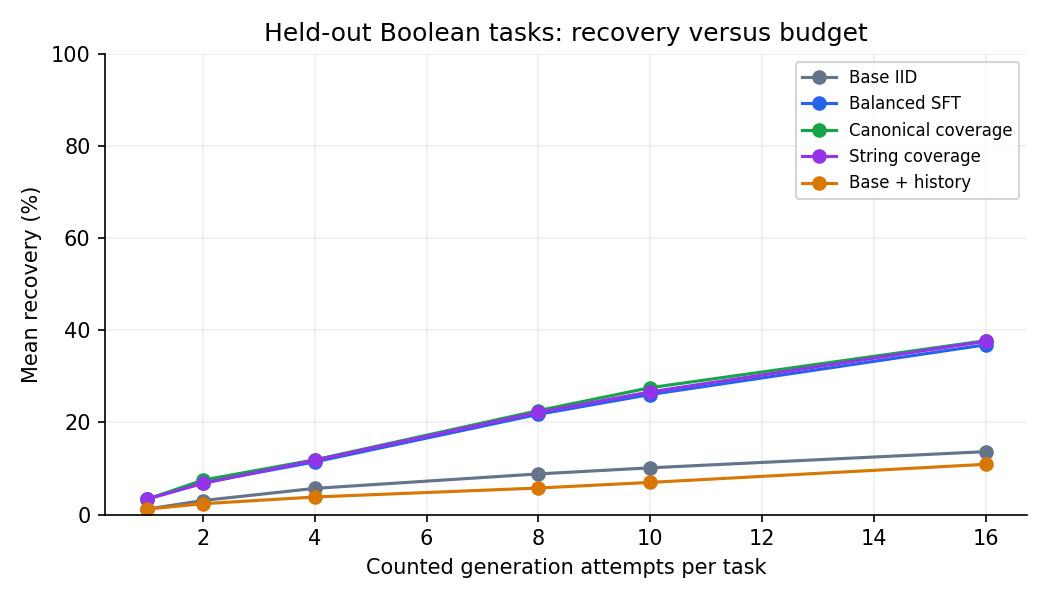 Held-out Boolean tasks: recovery versus budget
100
80
60
40
20
0
Mean recovery (%)
Base IID
Balanced SFT
Canonical coverage
String coverage
Base + history
2 4 6 8 10 12 14 16
Counted generation attempts per task